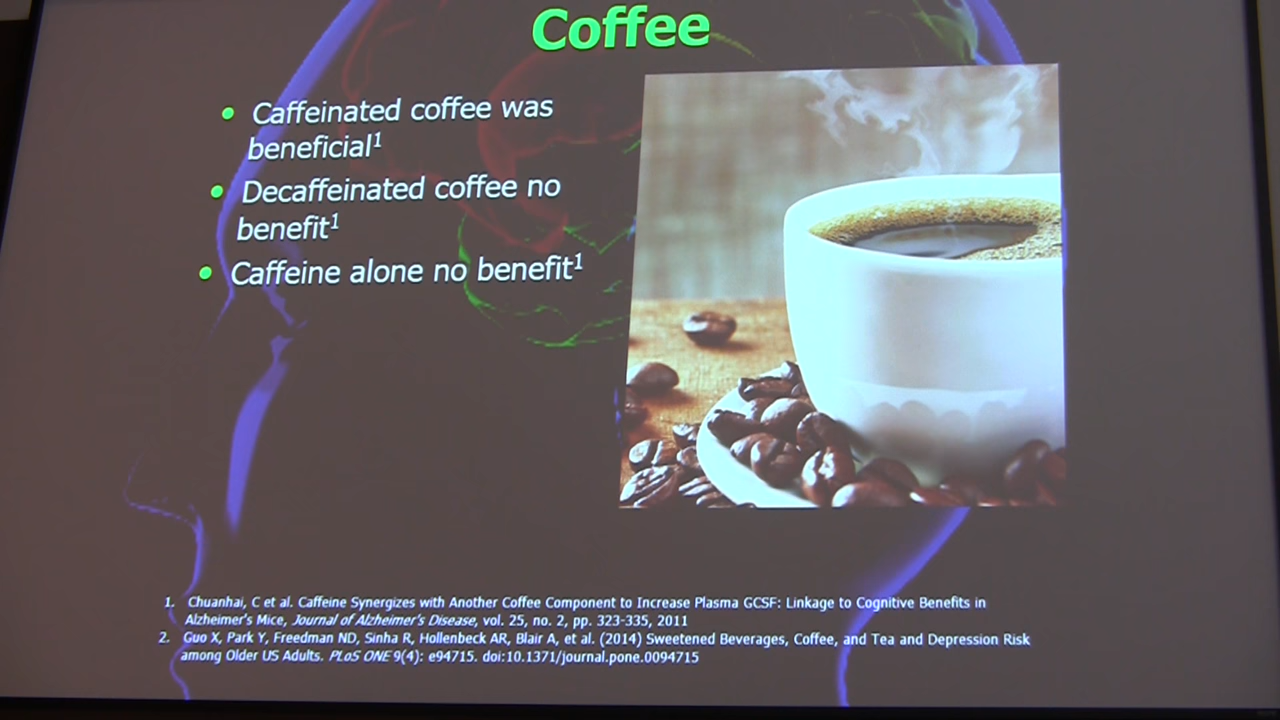 Coffee
• Caffeinated coffee was
beneficial1
• Decaffeinated coffee no
benefit1
• Caffeine alone no benefit1
1. Chuanhai, C et al. Caffeine Synergizes with Another Coffee Component to Increase Plasma GCSF: Linkage to Cognitive Benefits in
Alzheimer's Mice, Journal of Alzheimer's Disease, vol. 25, no. 2, pp. 323-335, 2011
2. Guo X, Park Y, Freedman ND, Sinha R, Hollenbeck AR, Blair A, et al. (2014) Sweetened Beverages, Coffee, and Tea and Depression Risk
among Older US Adults. PLoS ONE 9(4): e94715. doi:10.1371/journal.pone.0094715